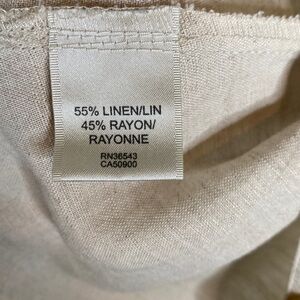 55% LINEN/LIN
45% RAYON/
RAYONNE
RN36543
CA50900